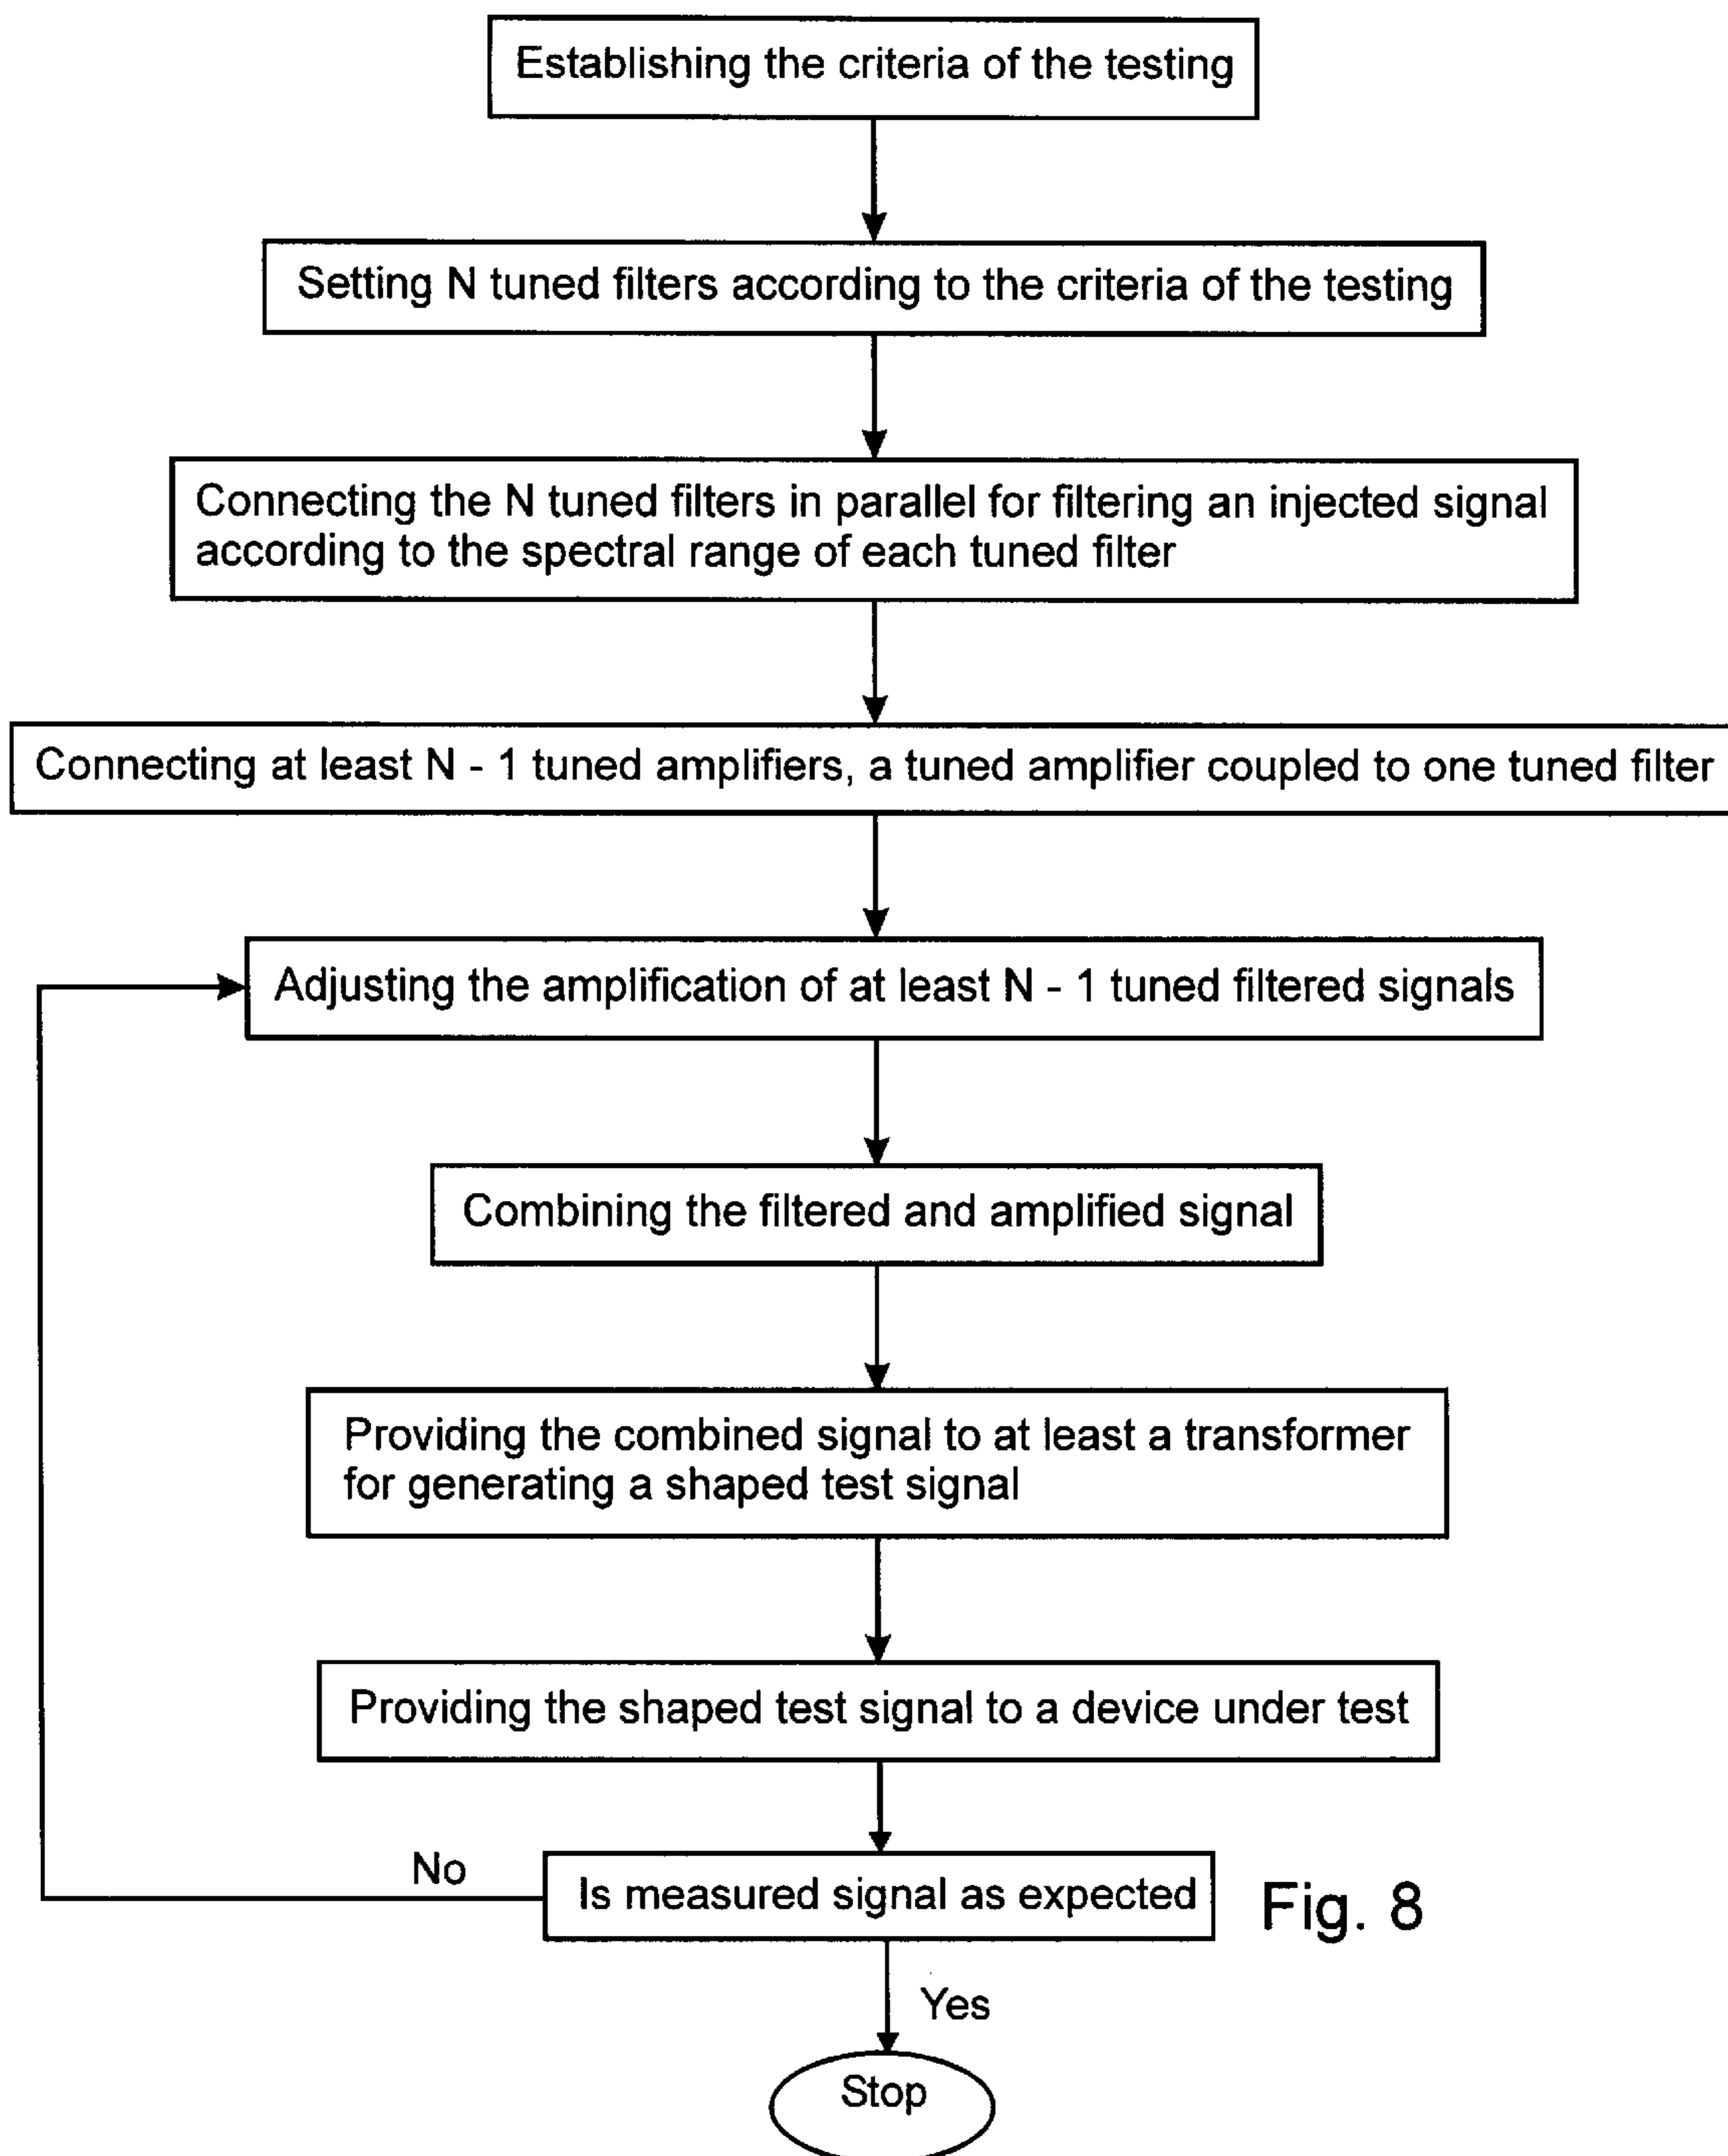 Establishing the criteria of the testing
Setting N tuned filters according to the criteria of the testing
Connecting the N tuned filters in parallel for filtering an injected signal
according to the spectral range of each tuned filter
Connecting at least N - 1 tuned amplifiers, a tuned amplifier coupled to one tuned filter
Adjusting the amplification of at least N - 1 tuned filtered signals
Combining the filtered and amplified signal
Providing the combined signal to at least a transformer
for generating a shaped test signal
Providing the shaped test signal to a device under test
No
Is measured signal as expected
Fig. 8
Yes
Stop